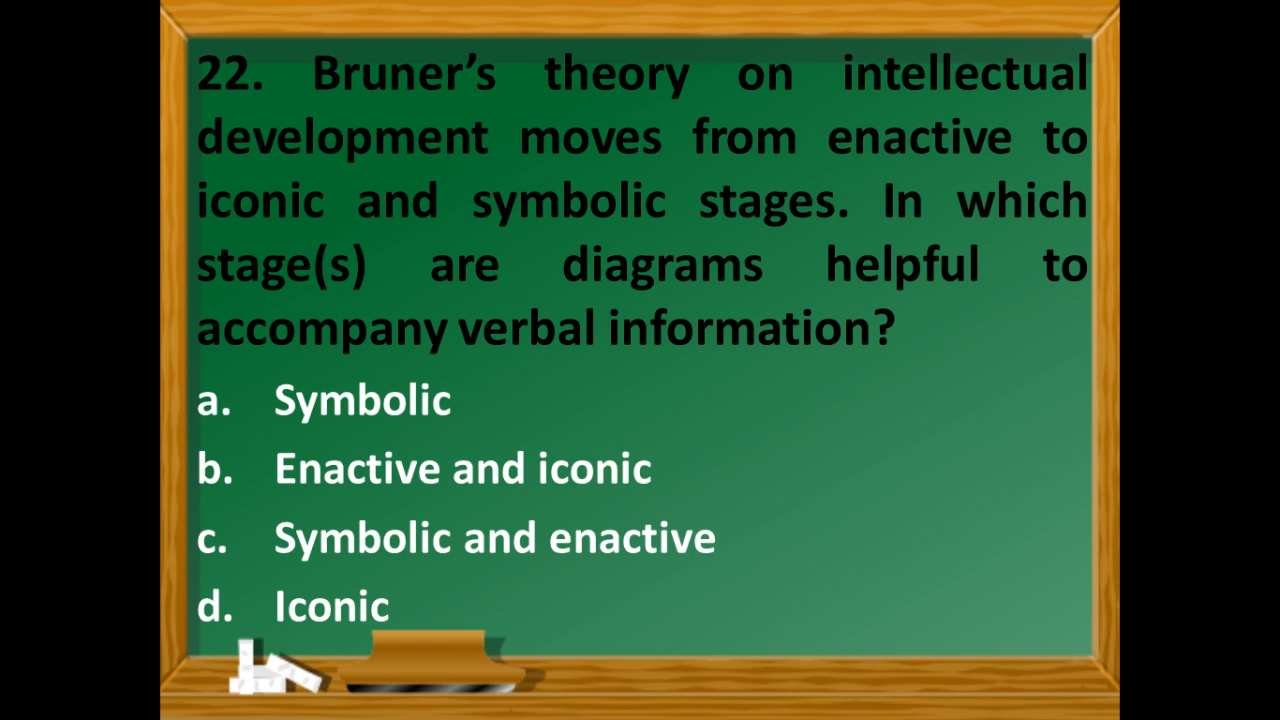 22. Bruner’s theory on intellectual
development moves from enactive to
iconic and symbolic stages. In which
stage(s) are diagrams helpful to
accompany verbal information?
a. Symbolic
b. Enactive and iconic
c. Symbolic and enactive
d. Iconic